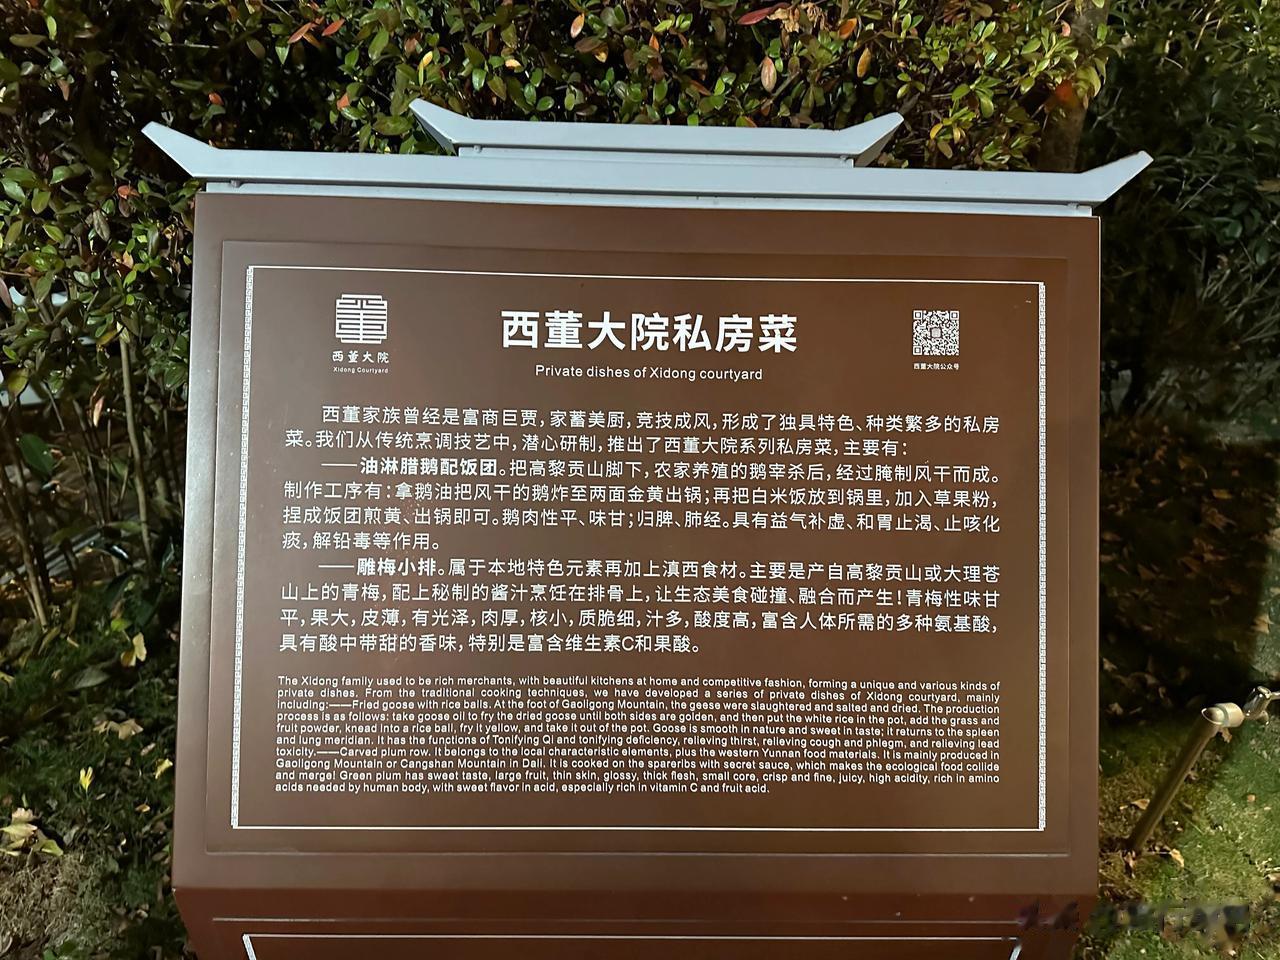 西董大院
Xidong Courtyard
西董大院私房菜
Private dishes of Xidong courtyard
西董大院公众号
西董家族曾经是富商巨贾,家蓄美厨,竞技成风,形成了独具特色、种类繁多的私房
菜。我们从传统烹调技艺中,潜心研制,推出了西董大院系列私房菜,主要有:
——油淋腊鹅配饭团。把高黎贡山脚下,农家养殖的鹅宰杀后,经过腌制风干而成。
制作工序有:拿鹅油把风干的鹅炸至两面金黄出锅;再把白米饭放到锅里,加入草果粉,
捏成饭团煎黄、出锅即可。鹅肉性平、味甘;归脾、肺经。具有益气补虚、和胃止渴、止咳化
痰,解铅毒等作用。
——雕梅小排。属于本地特色元素再加上滇西食材。主要是产自高黎贡山或大理苍
山上的青梅,配上秘制的酱汁烹饪在排骨上,让生态美食碰撞、融合而产生!青梅性味甘
平,果大,皮薄,有光泽,肉厚,核小,质脆细,汁多,酸度高,富含人体所需的多种氨基酸,
具有酸中带甜的香味,特别是富含维生素C和果酸。
The Xidong family used to be rich merchants, with beautiful kitchens at home and competitive fashion, forming a unique and various kinds of
private dishes. From the traditional cooking techniques, we have developed a series of private dishes of Xidong courtyard, mainly
including:——Fried goose with rice balls. At the foot of Gaoligong Mountain, the geese were slaughtered and salted and dried. The production
process is as follows: take goose oil to fry the dried goose until both sides are golden, and then put the white rice in the pot, add the grass and
fruit powder, knead into a rice ball, fry it yellow, and take it out of the pot. Goose is smooth in nature and sweet in taste; it returns to the spleen
and lung meridian. It has the functions of Tonifying Qi and tonifying deficiency, relieving thirst, relieving cough and phlegm, and relieving lead
toxicity.——Carved plum row. It belongs to the local characteristic elements, plus the western Yunnan food materials. It is mainly produced in
Gaoligong Mountain or Cangshan Mountain in Dali. It is cooked on the spareribs with secret sauce, which makes the ecological food collide
and merge! Green plum has sweet taste, large fruit, thin skin, glossy, thick flesh, small core, crisp and fine, juicy, high acidity, rich in amino
acids needed by human body, with sweet flavor in acid, especially rich in vitamin C and fruit acid.